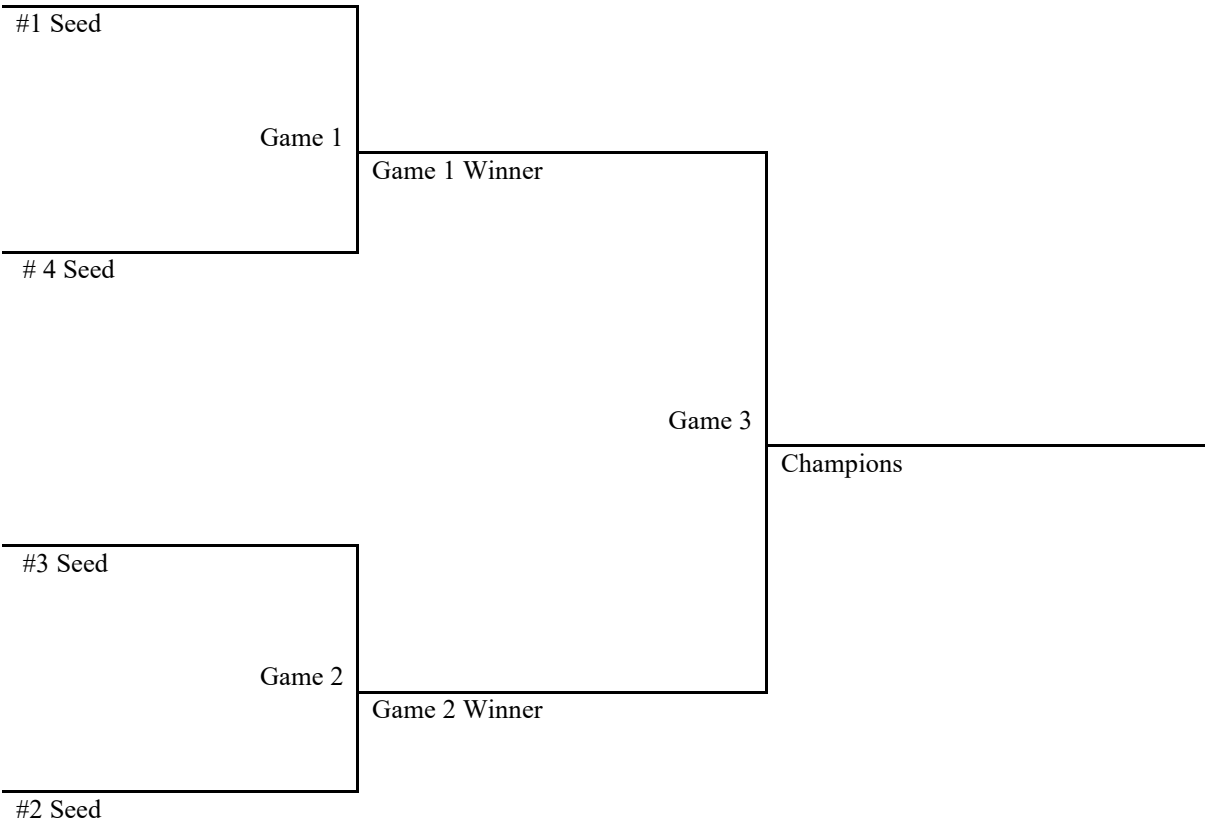 #1 Seed
Game 1
Game 1 Winner
# 4 Seed
Game 3
Champions
#3 Seed
Game 2
Game 2 Winner
#2 Seed